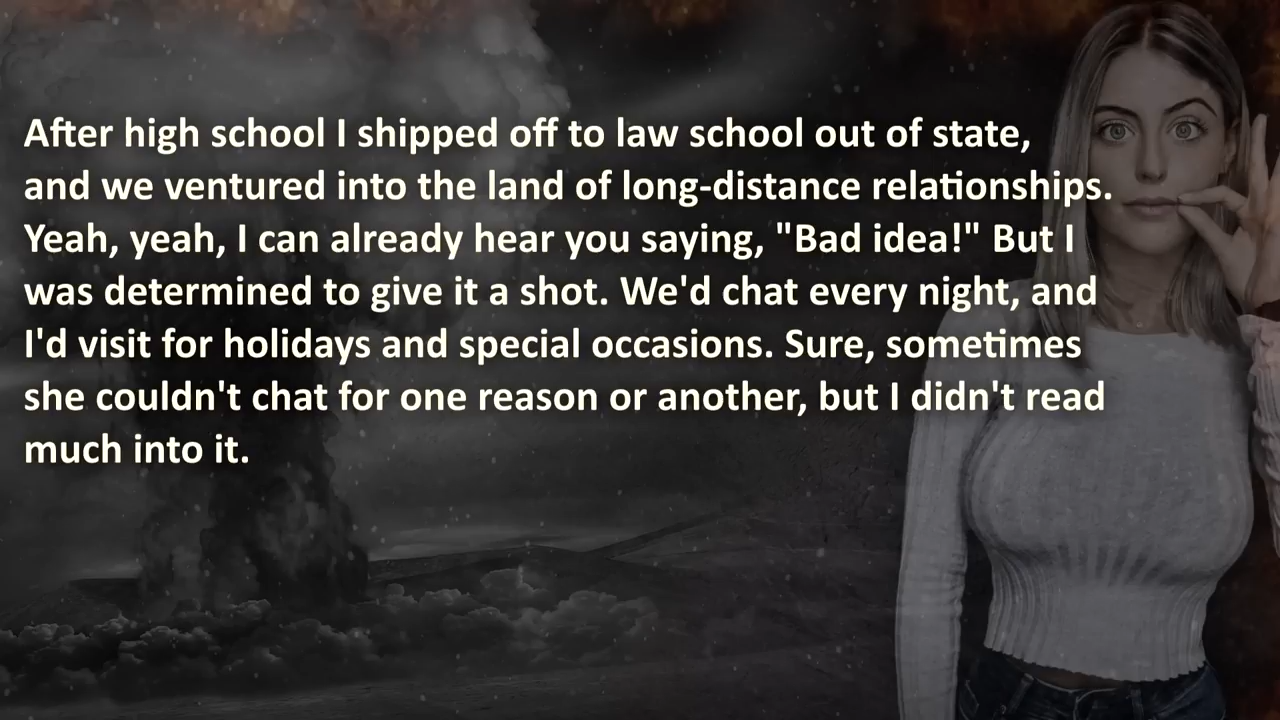 After high school I shipped off to law school out of state,
and we ventured into the land of long-distance relationships.
Yeah, yeah, I can already hear you saying, "Bad idea!" But I
was determined to give it a shot. We'd chat every night, and
I'd visit for holidays and special occasions. Sure, sometimes
she couldn't chat for one reason or another, but I didn't read
much into it.